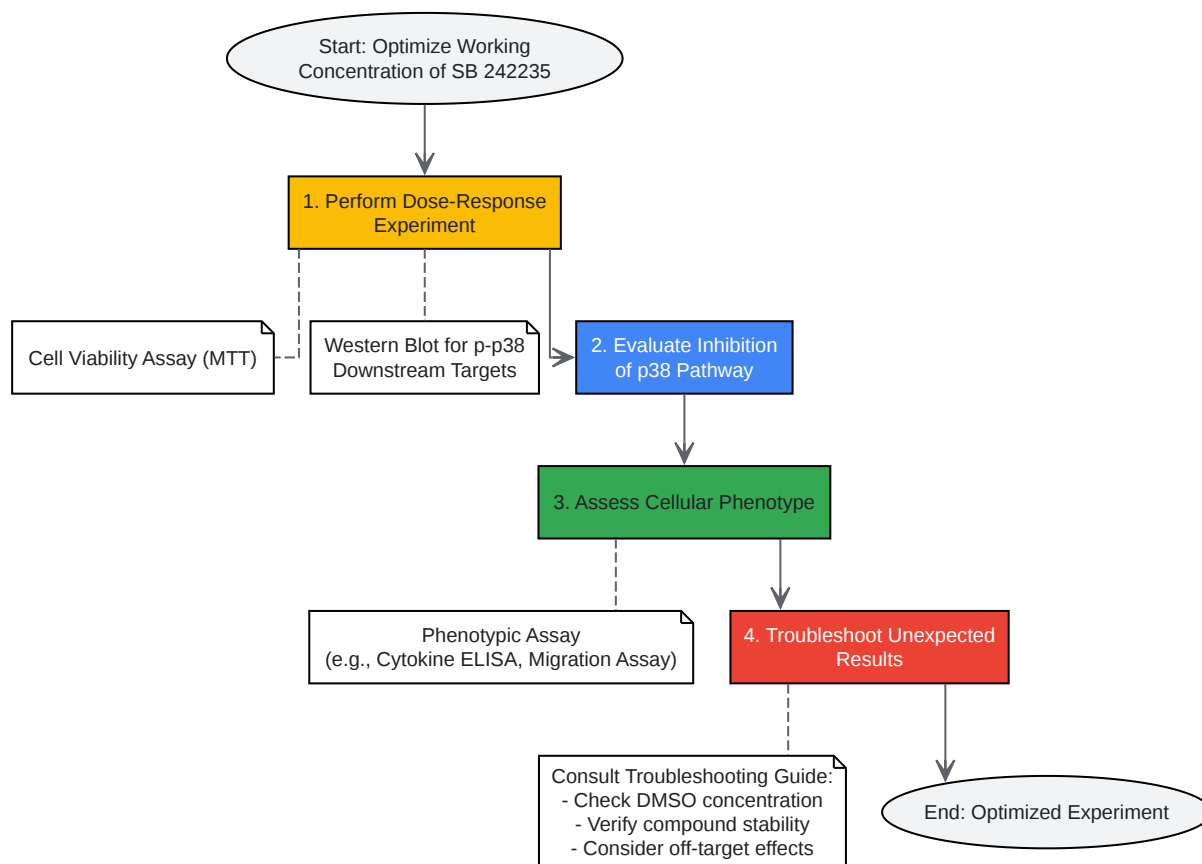 Start: Optimize Working
Concentration of SB 242235
1. Perform Dose-Response
Experiment
Cell Viability Assay (MTT)
Western Blot for p-p38
Downstream Targets
2. Evaluate Inhibition
of p38 Pathway
3. Assess Cellular Phenotype
Phenotypic Assay
(e.g., Cytokine ELISA, Migration Assay)
4. Troubleshoot Unexpected
Results
Consult Troubleshooting Guide:
- Check DMSO concentration
- Verify compound stability
- Consider off-target effects
End: Optimized Experiment